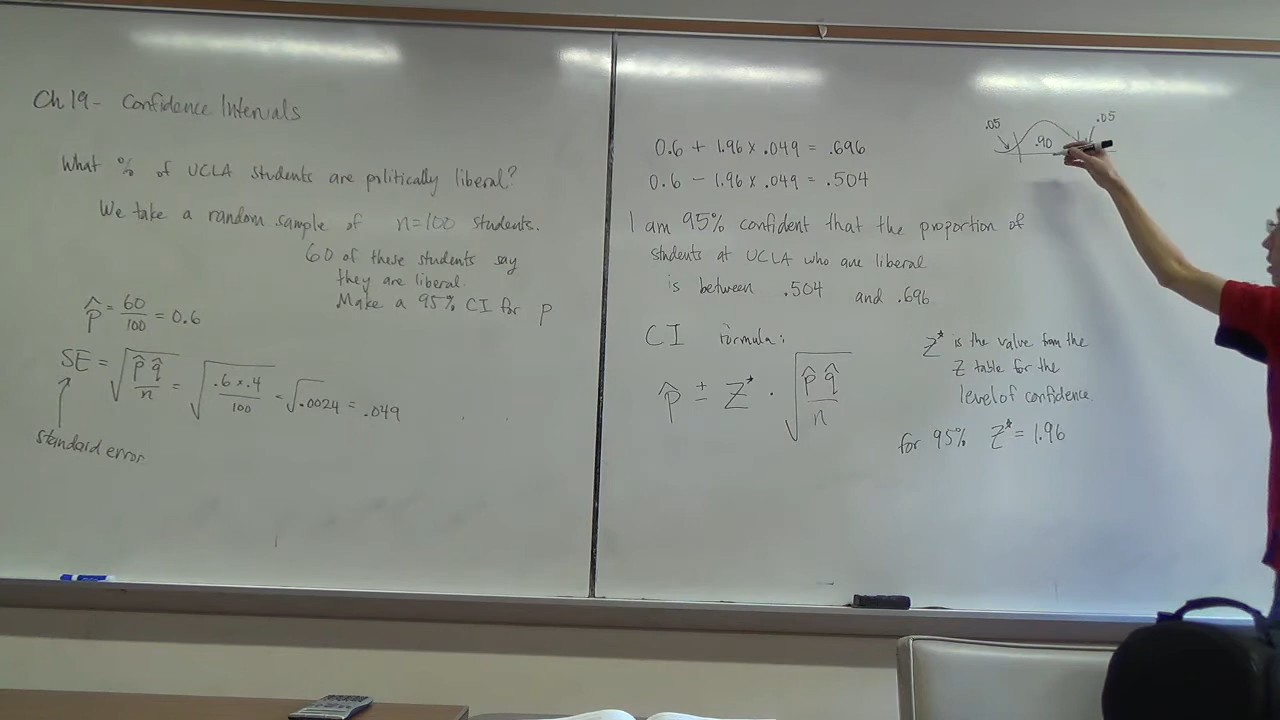 Ch 19 - Confidence Intervals
What % of UCLA students are politically liberal?
We take a random sample of n=100 students.
60 of these students say
they are liberal.
Make a 95% CI for p
p̂ = 60/100 = 0.6
SE = √(p̂ q̂ / n) = √(.6 x .4 / 100) = √.0024 = .049
standard error
0.6 + 1.96 x .049 = .696
0.6 - 1.96 x .049 = .504
I am 95% confident that the proportion of
students at UCLA who are liberal
is between .504 and .696
CI formula:
p̂ ± Z* · √(p̂ q̂ / n)
Z* is the value from the
Z table for the
level of confidence.
for 95% Z* = 1.96
.05 .90 .05